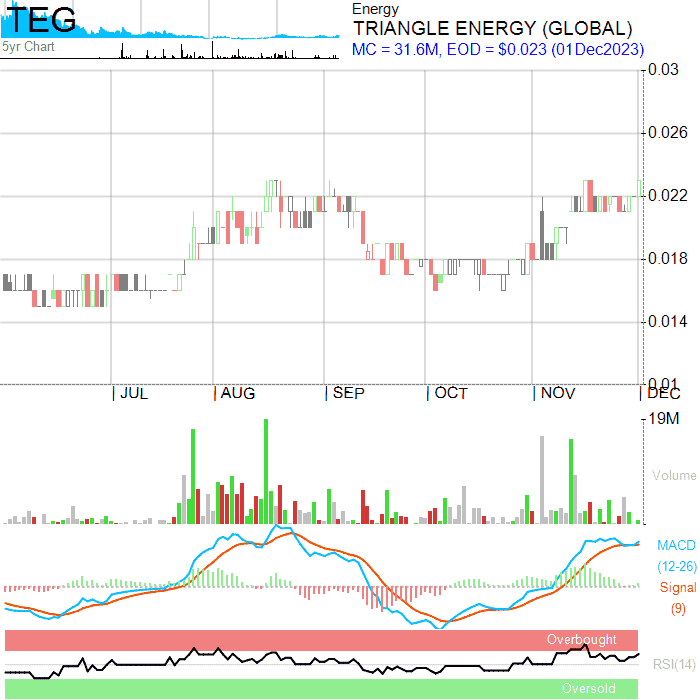 TEG
5yr Chart
Energy
TRIANGLE ENERGY (GLOBAL)
MC = 31.6M, EOD = $0.023 (01Dec2023)
0.03
0.026
0.022
0.018
0.014
0.01
JUL AUG SEP OCT NOV DEC
19M
Volume
MACD
(12-26)
Signal
(9)
Overbought
RSI(14)
Oversold